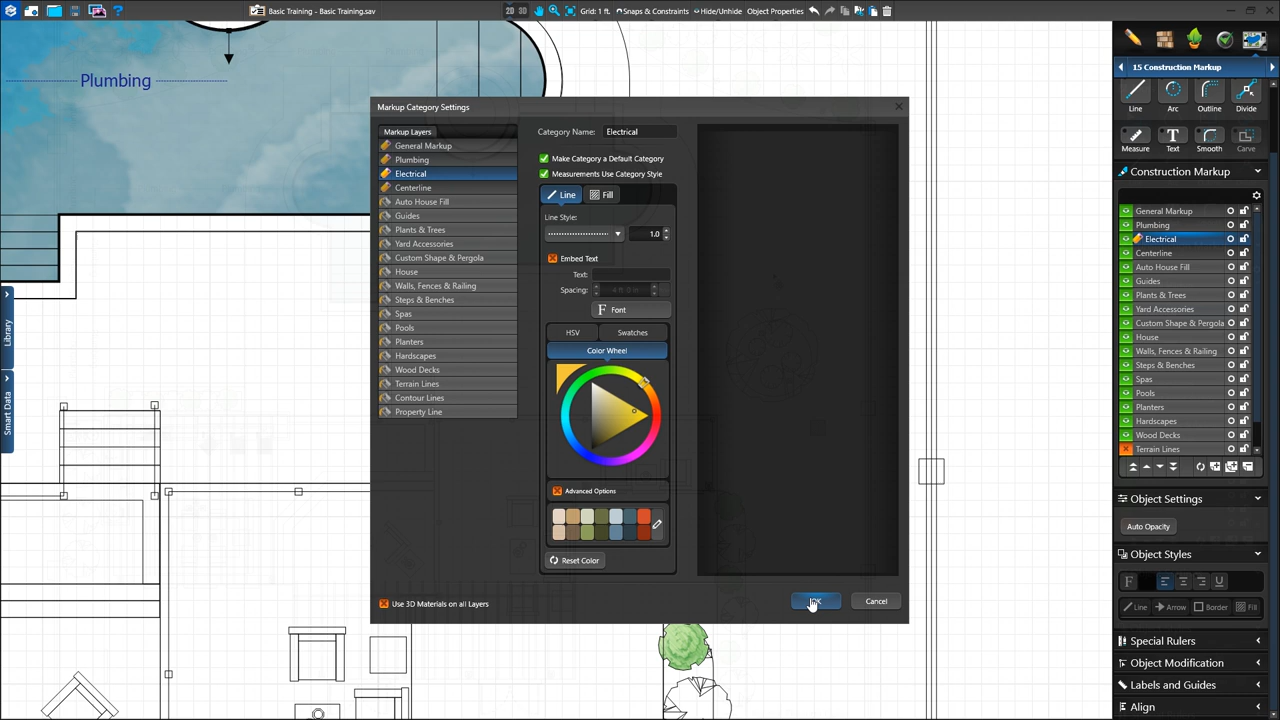 Basic Training - Basic Training.sav
2D 3D
Grid: 1 ft.
Snaps & Constraints
Hide/Unhide
Object Properties
Plumbing
Library
Smart Data
Markup Category Settings
Markup Layers
General Markup
Plumbing
Electrical
Centerline
Auto House Fill
Guides
Plants & Trees
Yard Accessories
Custom Shape & Pergola
House
Walls, Fences & Railing
Steps & Benches
Spas
Pools
Planters
Hardscapes
Wood Decks
Terrain Lines
Contour Lines
Property Line
Use 3D Materials on all Layers
Category Name: Electrical
Make Category a Default Category
Measurements Use Category Style
Line Fill
Line Style:
1.0
Embed Text
Text:
Spacing: 4 ft 0 in
F Font
HSV Swatches
Color Wheel
Advanced Options
Reset Color
OK Cancel
15 Construction Markup
Line Arc Outline Divide
Measure Text Smooth Carve
Construction Markup
General Markup
Plumbing
Electrical
Centerline
Auto House Fill
Guides
Plants & Trees
Yard Accessories
Custom Shape & Pergola
House
Walls, Fences & Railing
Steps & Benches
Spas
Pools
Planters
Hardscapes
Wood Decks
Terrain Lines
Object Settings
Auto Opacity
Object Styles
F U
Line Arrow Border Fill
Special Rulers
Object Modification
Labels and Guides
Align